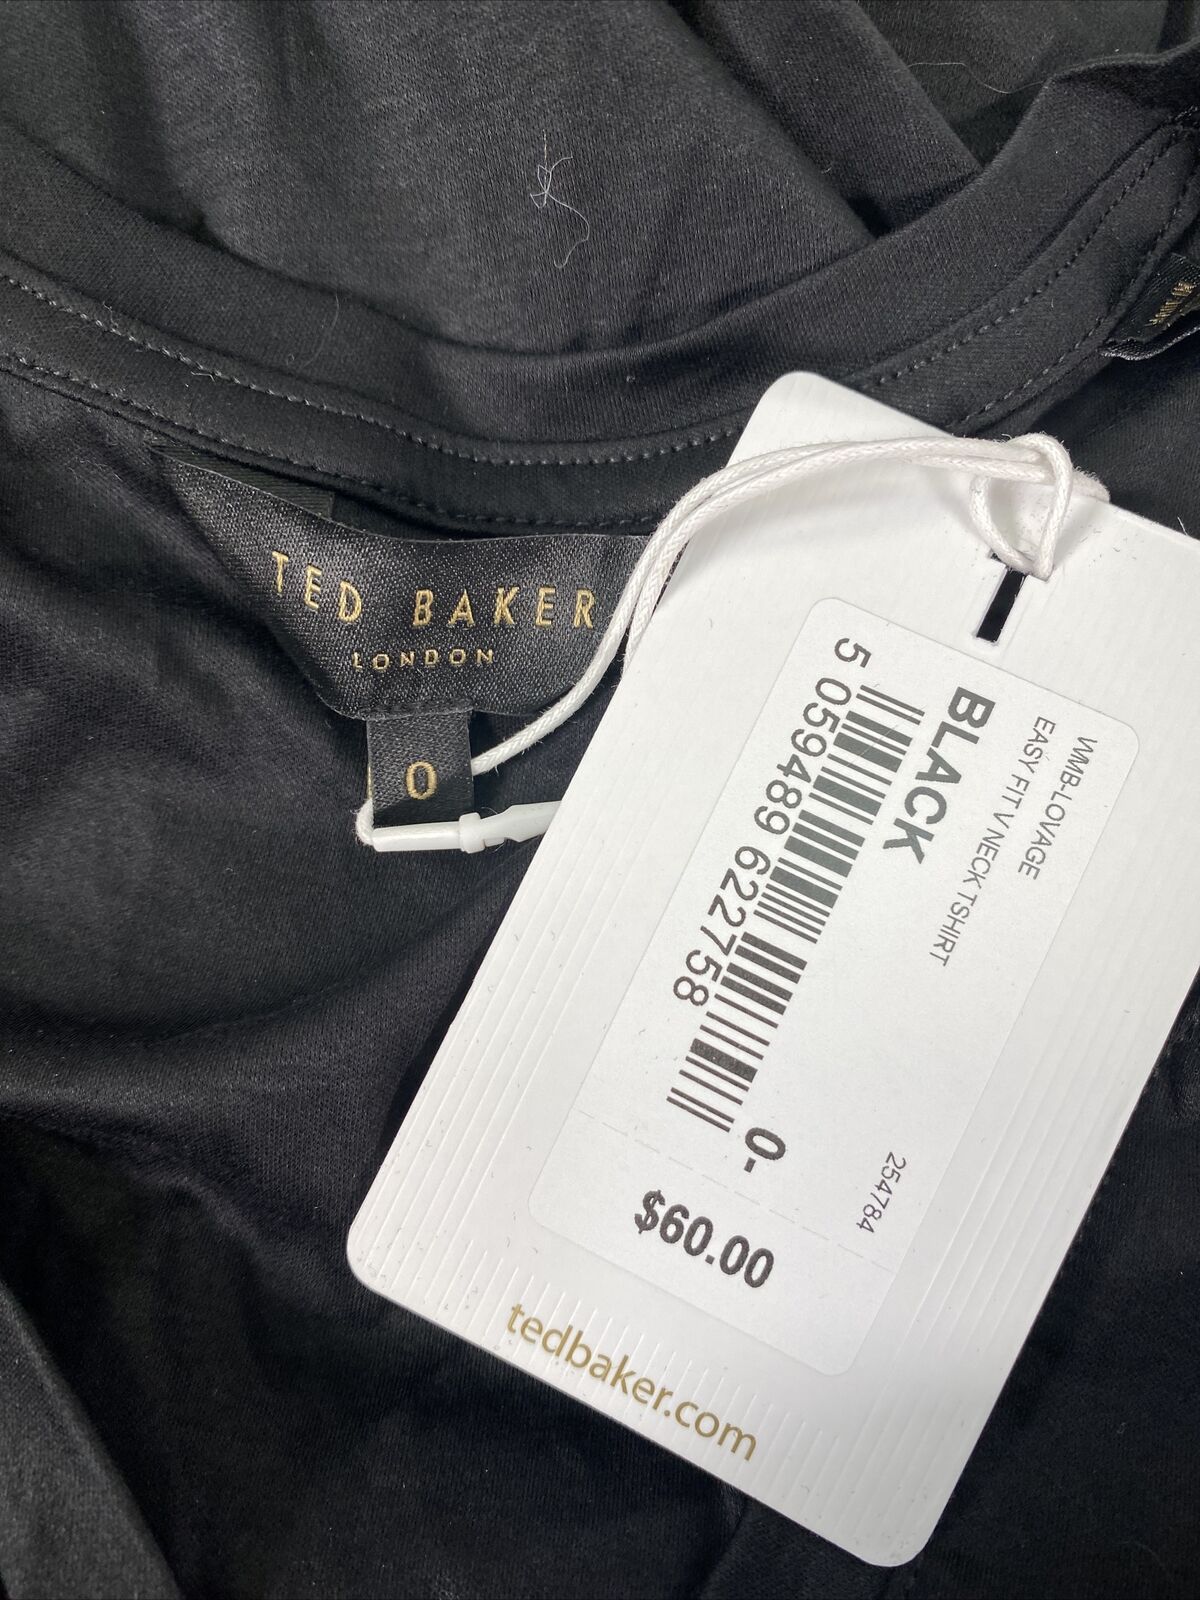 TED BAKER
LONDON
0
WMB-LOVAGE
EASY FIT V NECK TSHIRT
254784
BLACK
5 059489 622758
0-
$60.00
tedbaker.com